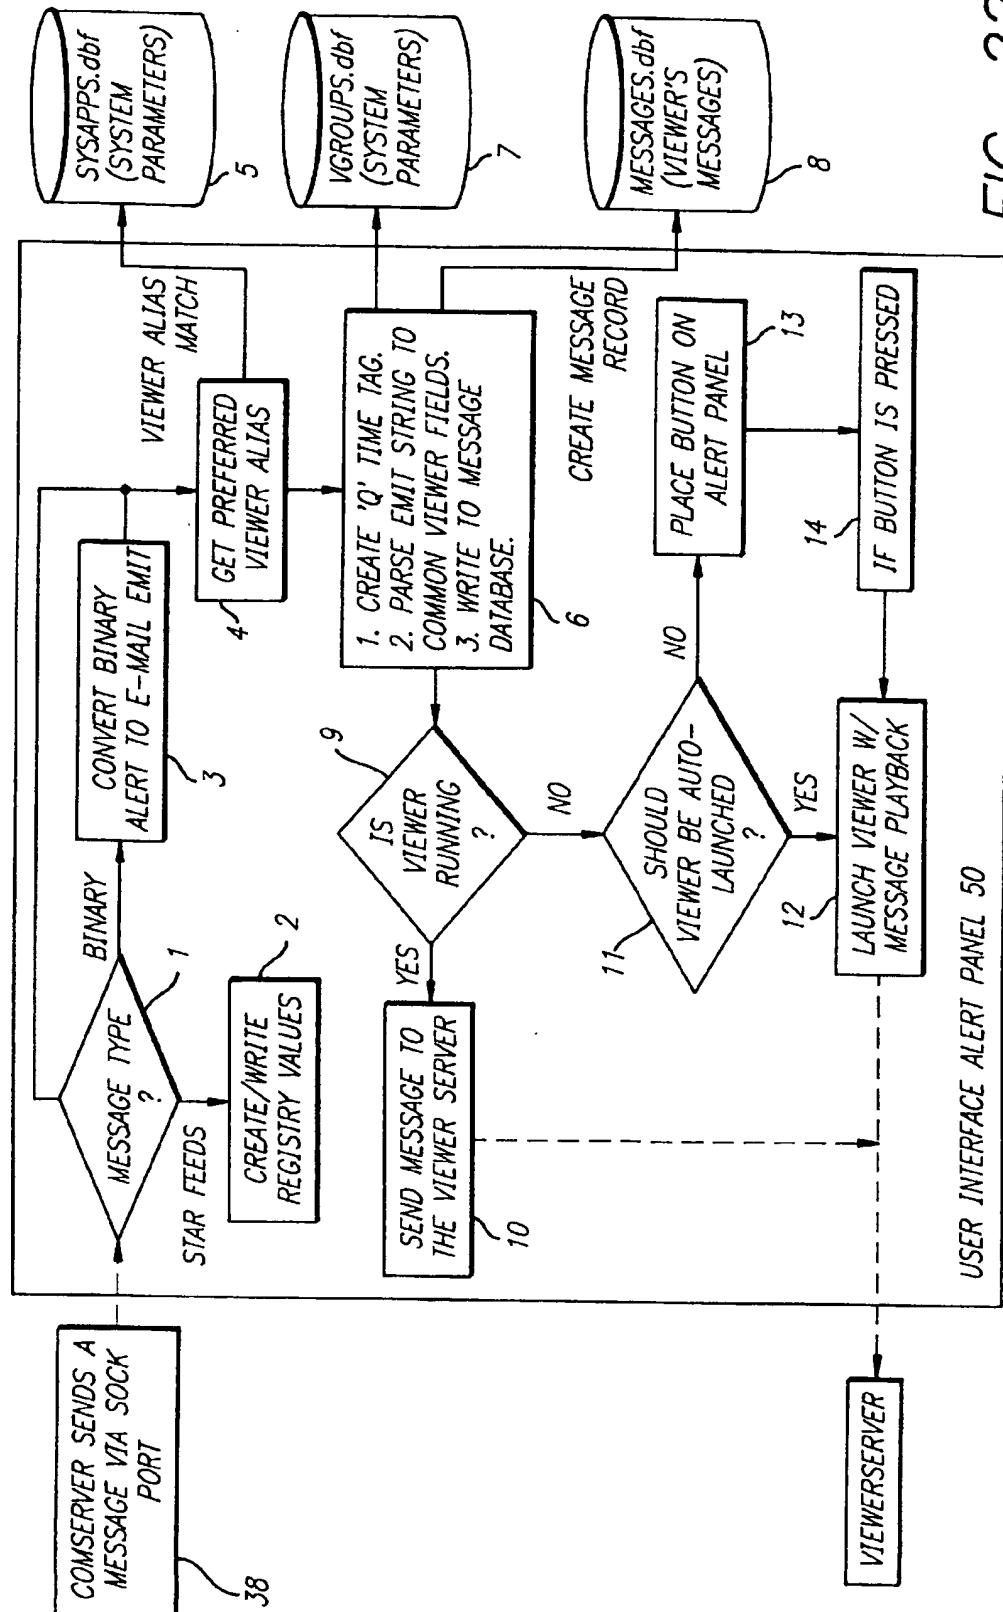 COMSERVER SENDS A
MESSAGE VIA SOCK
PORT
38
MESSAGE TYPE
?
1
BINARY
STAR FEEDS
CREATE/WRITE
REGISTRY VALUES
2
CONVERT BINARY
ALERT TO E-MAIL EMIT
3
GET PREFERRED
VIEWER ALIAS
4
VIEWER ALIAS
MATCH
SYSAPPS.dbf
(SYSTEM
PARAMETERS)
5
1. CREATE 'Q' TIME TAG.
2. PARSE EMIT STRING TO
COMMON VIEWER FIELDS.
3. WRITE TO MESSAGE
DATABASE.
6
VGROUPS.dbf
(SYSTEM
PARAMETERS)
7
CREATE MESSAGE
RECORD
MESSAGES.dbf
(VIEWER'S
MESSAGES)
8
IS
VIEWER
RUNNING
?
9
YES
NO
SEND MESSAGE TO
THE VIEWER SERVER
10
SHOULD
VIEWER BE AUTO-
LAUNCHED
?
11
NO
YES
PLACE BUTTON ON
ALERT PANEL
13
LAUNCH VIEWER W/
MESSAGE PLAYBACK
12
IF BUTTON IS PRESSED
14
USER INTERFACE ALERT PANEL 50
VIEWERSERVER
FIG.